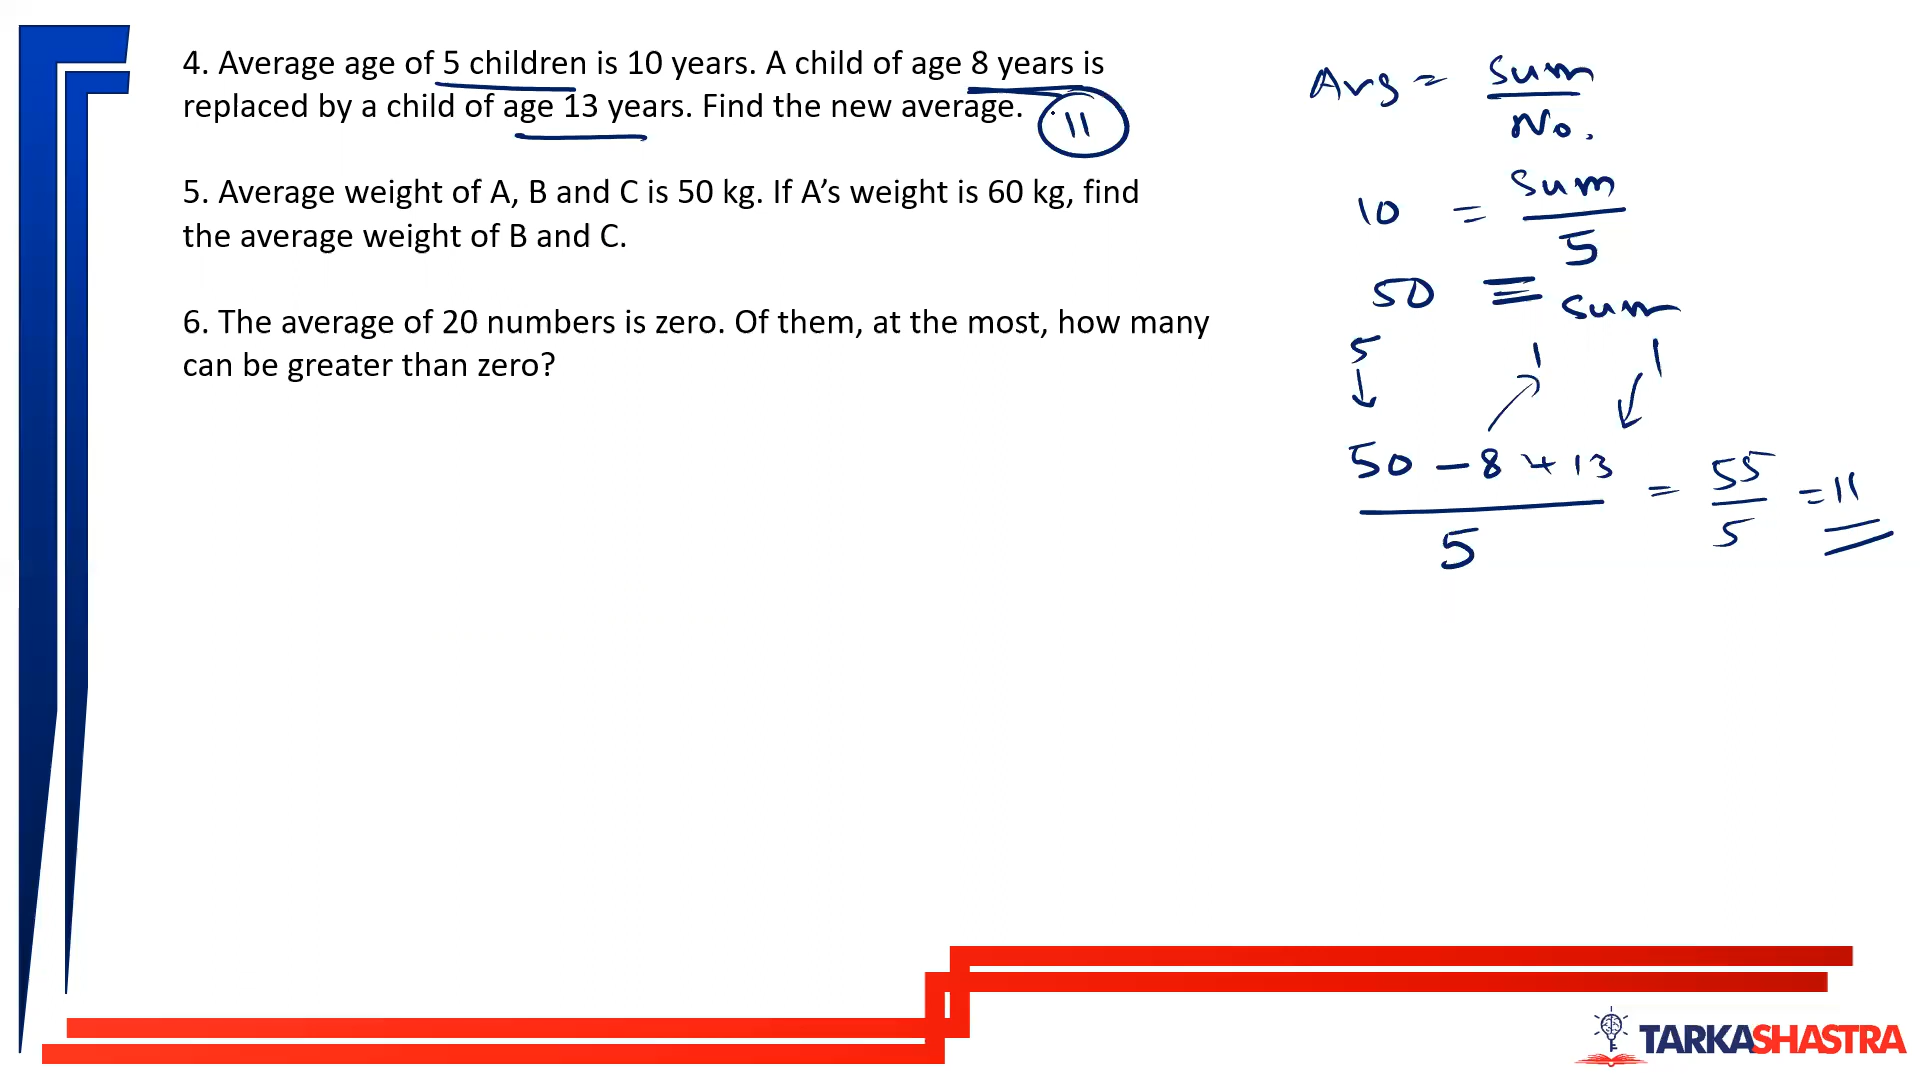 4. Average age of 5 children is 10 years. A child of age 8 years is
replaced by a child of age 13 years. Find the new average.
11
5. Average weight of A, B and C is 50 kg. If A’s weight is 60 kg, find
the average weight of B and C.
6. The average of 20 numbers is zero. Of them, at the most, how many
can be greater than zero?
Avg = sum
No.
10 = sum
5
50 = sum
5 1 1
50 - 8 + 13 = 55 = 11
5 5
TARKASHASTRA